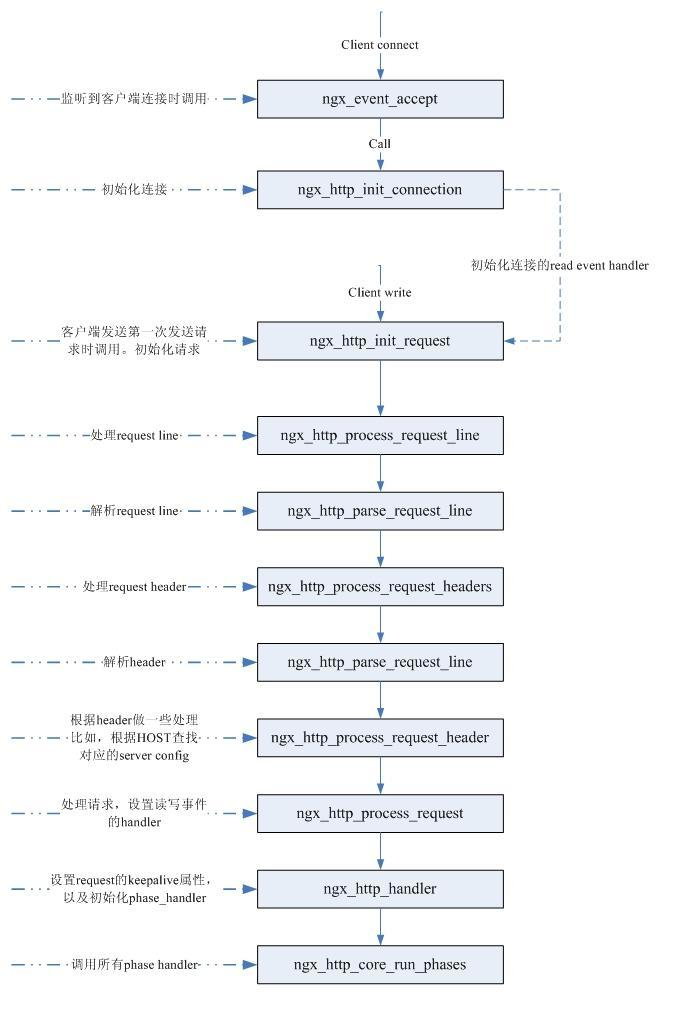 Client connect
监听到客户端连接时调用
ngx_event_accept
Call
初始化连接
ngx_http_init_connection
初始化连接的read event handler
Client write
客户端发送第一次发送请
求时调用。初始化请求
ngx_http_init_request
处理request line
ngx_http_process_request_line
解析request line
ngx_http_parse_request_line
处理request header
ngx_http_process_request_headers
解析header
ngx_http_parse_request_line
根据header做一些处理
比如，根据HOST查找
对应的server config
ngx_http_process_request_header
处理请求，设置读写事件
的handler
ngx_http_process_request
设置request的keepalive属性，
以及初始化phase_handler
ngx_http_handler
调用所有phase handler
ngx_http_core_run_phases